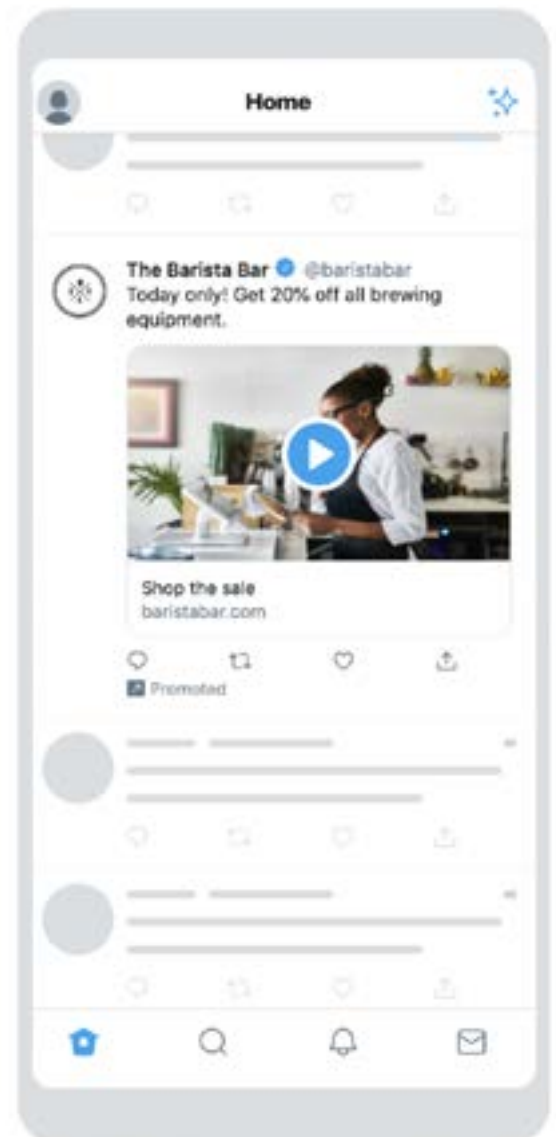 Home
The Barista Bar @baristabar
Today only! Get 20% off all brewing
equipment.
Shop the sale
baristabar.com
Promoted